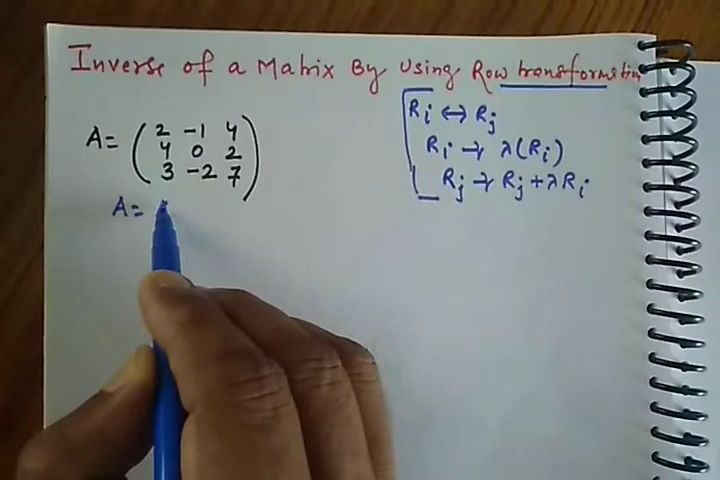 Inverse of a Matrix By using Row transformation
A= ( 2 -1 4
4 0 2
3 -2 7 )
A=
Ri ↔ Rj
Ri → λ(Ri)
Rj → Rj + λRi